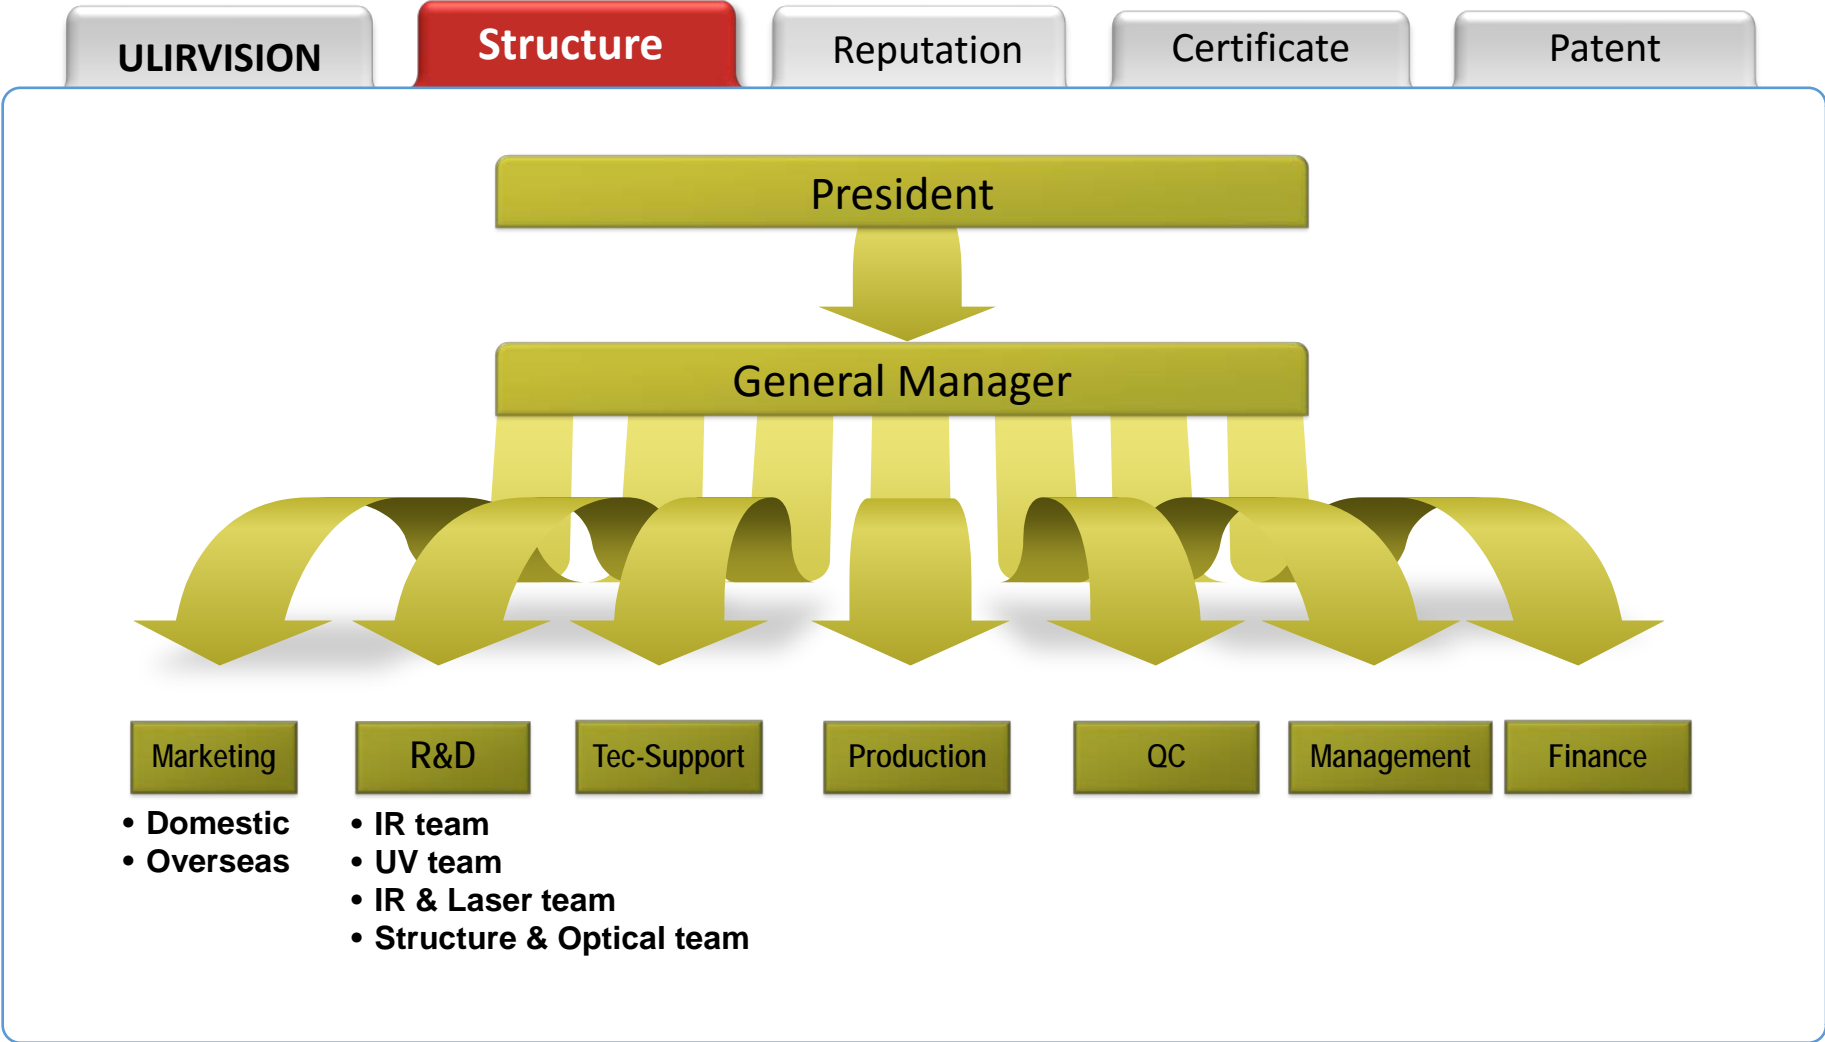 ULIRVISION
Structure
Reputation
Certificate
Patent
President
General Manager
Marketing
R&D
Tec-Support
Production
QC
Management
Finance
• Domestic
• Overseas
• IR team
• UV team
• IR & Laser team
• Structure & Optical team